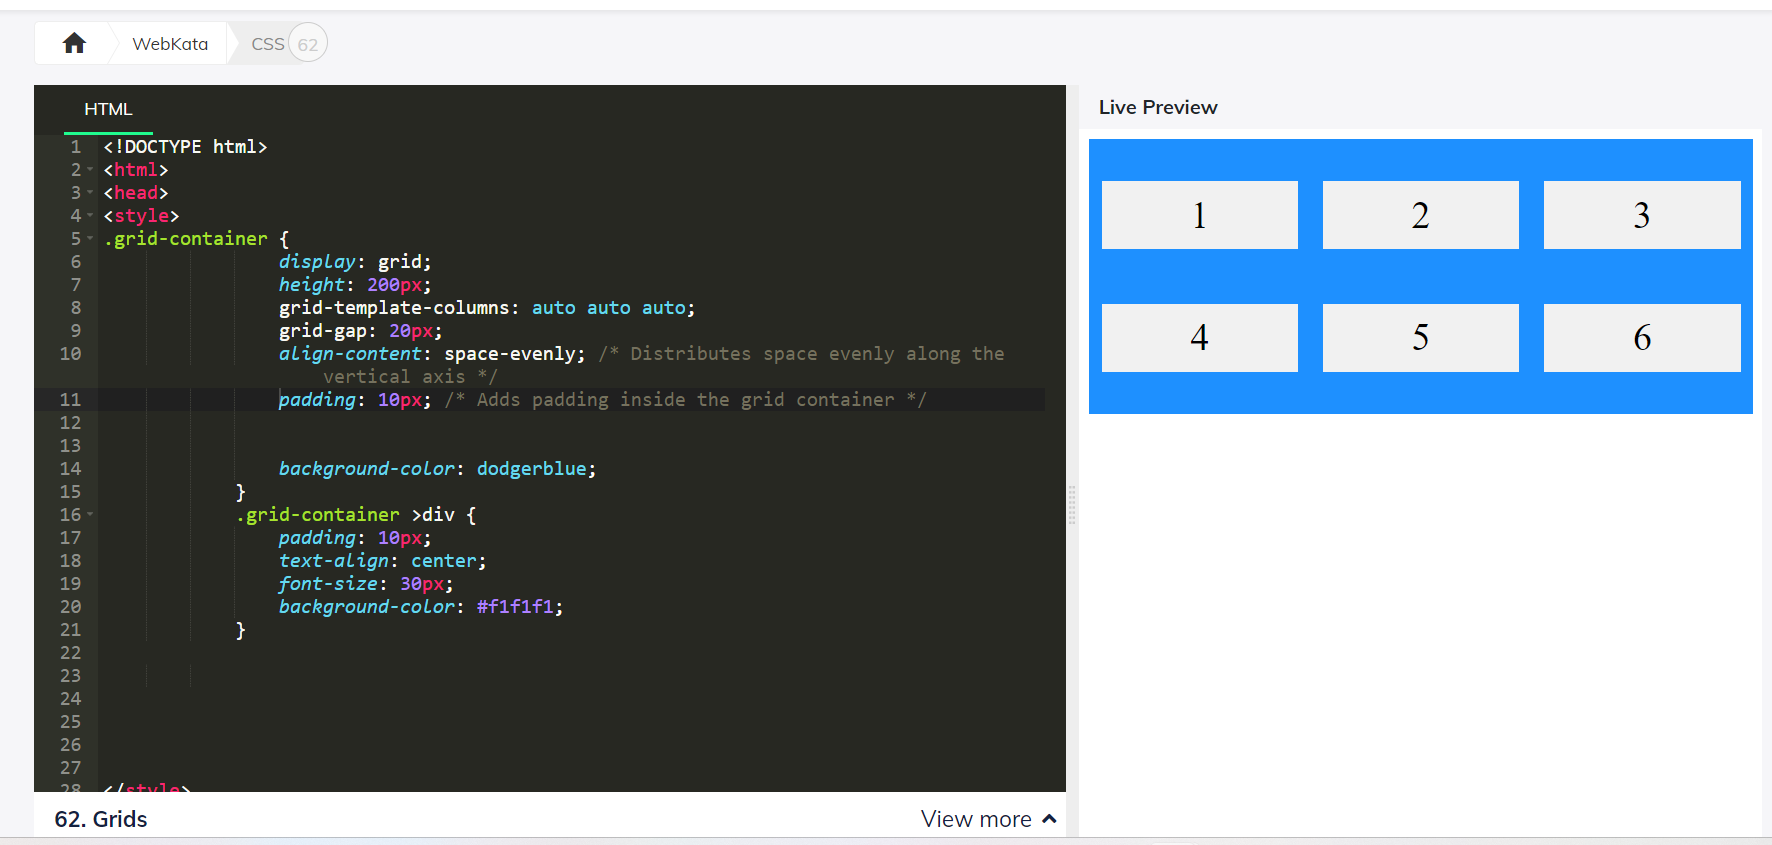 WebKata
CSS 62
HTML
1 <!DOCTYPE html>
2 <html>
3 <head>
4 <style>
5 .grid-container {
6 display: grid;
7 height: 200px;
8 grid-template-columns: auto auto auto;
9 grid-gap: 20px;
10 align-content: space-evenly; /* Distributes space evenly along the
vertical axis */
11 padding: 10px; /* Adds padding inside the grid container */
12
13
14 background-color: dodgerblue;
15 }
16 .grid-container >div {
17 padding: 10px;
18 text-align: center;
19 font-size: 30px;
20 background-color: #f1f1f1;
21 }
22
23
24
25
26
27
28 </style>
62. Grids
View more
Live Preview
1 2 3
4 5 6